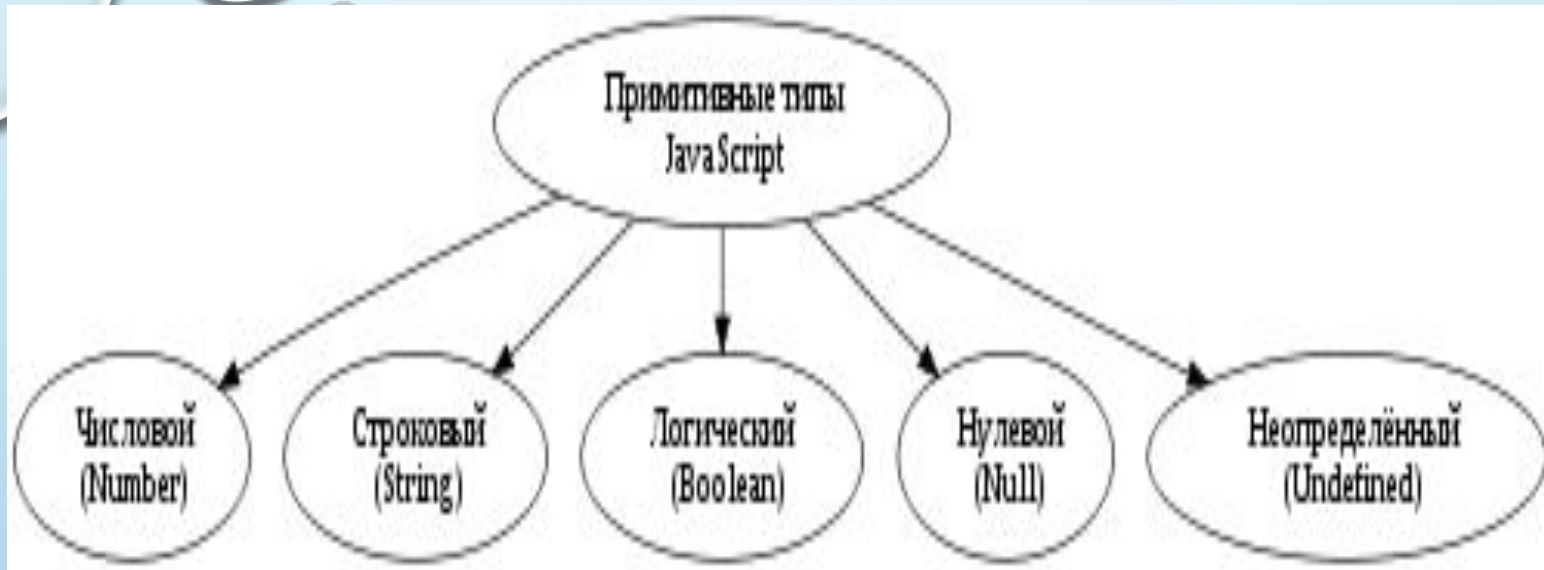 Примитивные типы
JavaScript
Числовой
(Number)
Строковый
(String)
Логический
(Boolean)
Нулевой
(Null)
Неопределённый
(Undefined)